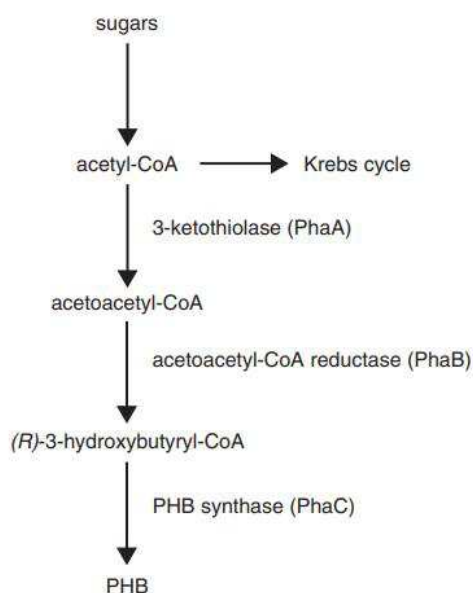 sugars
acetyl-CoA
Krebs cycle
3-ketothiolase (PhaA)
acetoacetyl-CoA
acetoacetyl-CoA reductase (PhaB)
(R)-3-hydroxybutyryl-CoA
PHB synthase (PhaC)
PHB